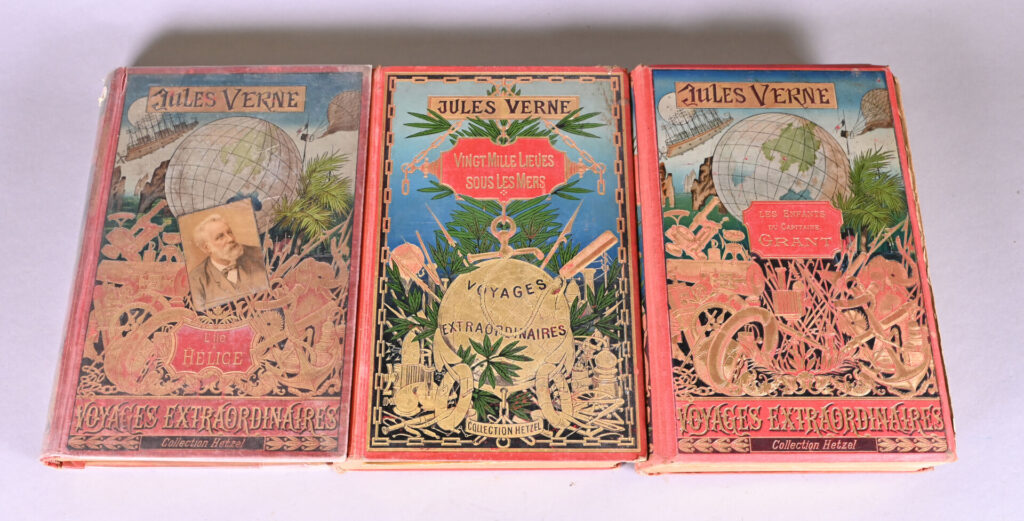 JULES VERNE
L'ILE À
HÉLICE
VOYAGES EXTRAORDINAIRES
Collection Hetzel
JULES VERNE
VINGT MILLE LIEUES
SOUS LES MERS
VOYAGES
EXTRAORDINAIRES
COLLECTION HETZEL
JULES VERNE
LES ENFANTS
DU CAPITAINE
GRANT
VOYAGES EXTRAORDINAIRES
Collection Hetzel